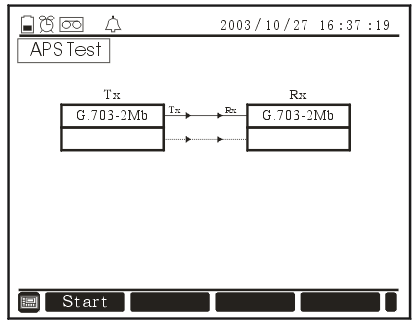 2003/10/27 16:37:19
APS Test
Tx Rx
G.703-2Mb Tx Rx G.703-2Mb
Start